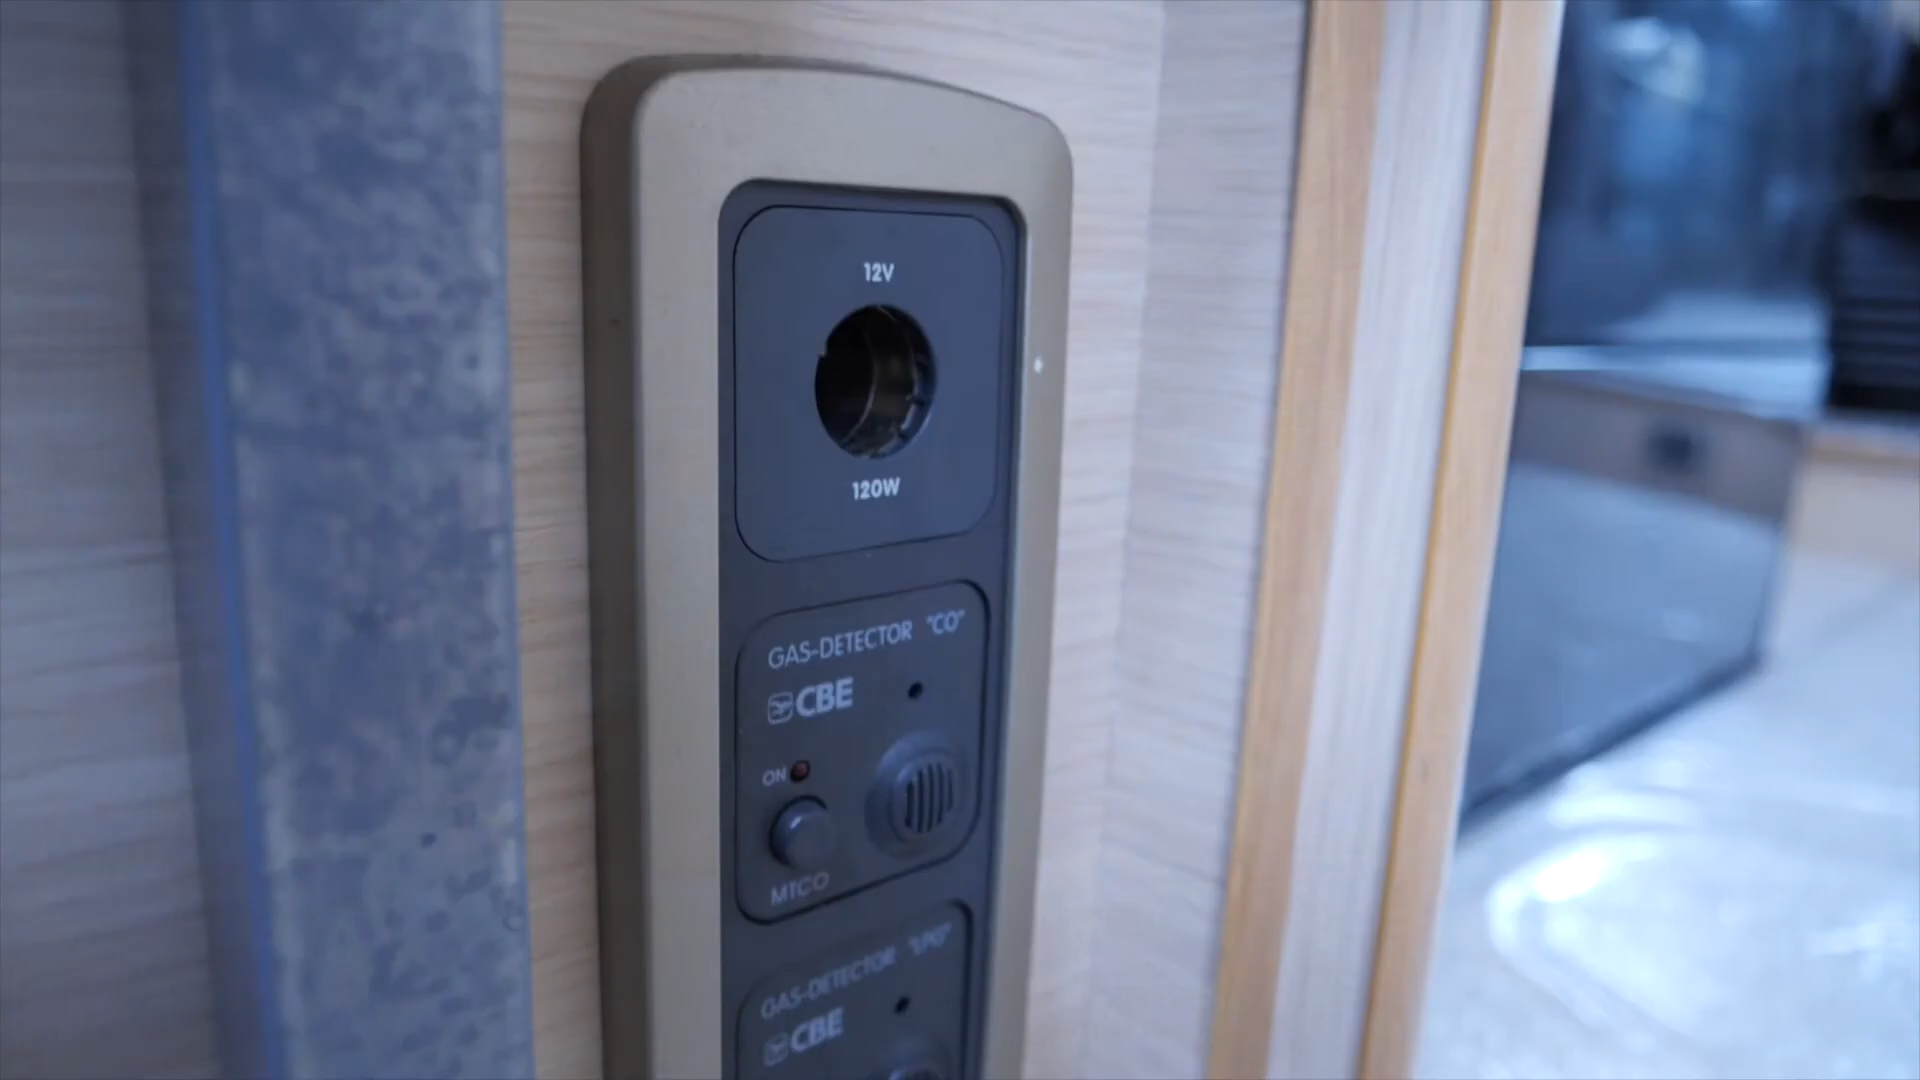 12V
120W
GAS-DETECTOR "CO"
CBE
ON
MTCO
GAS-DETECTOR "LPG"
CBE